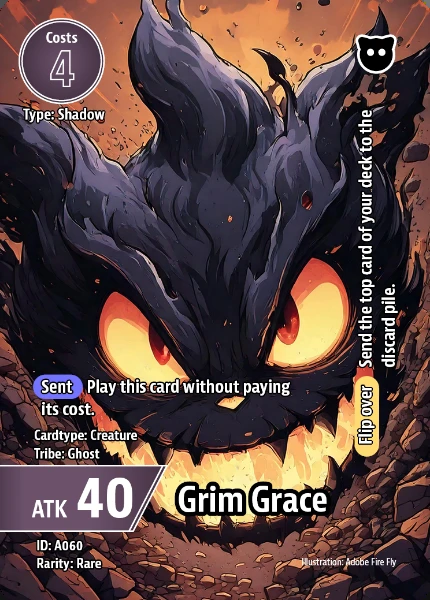 Costs
4
Type: Shadow
Flip over Send the top card of your deck to the
discard pile.
Sent Play this card without paying
its cost.
Cardtype: Creature
Tribe: Ghost
ATK 40
Grim Grace
ID: A060
Rarity: Rare
Illustration: Adobe Fire Fly